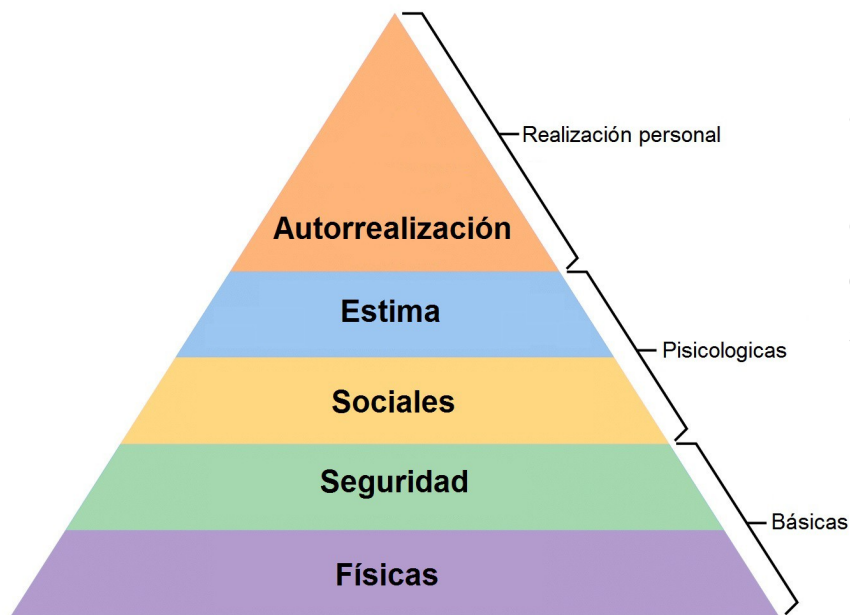 Realización personal
Autorrealización
Estima
Pisicologicas
Sociales
Seguridad
Básicas
Físicas